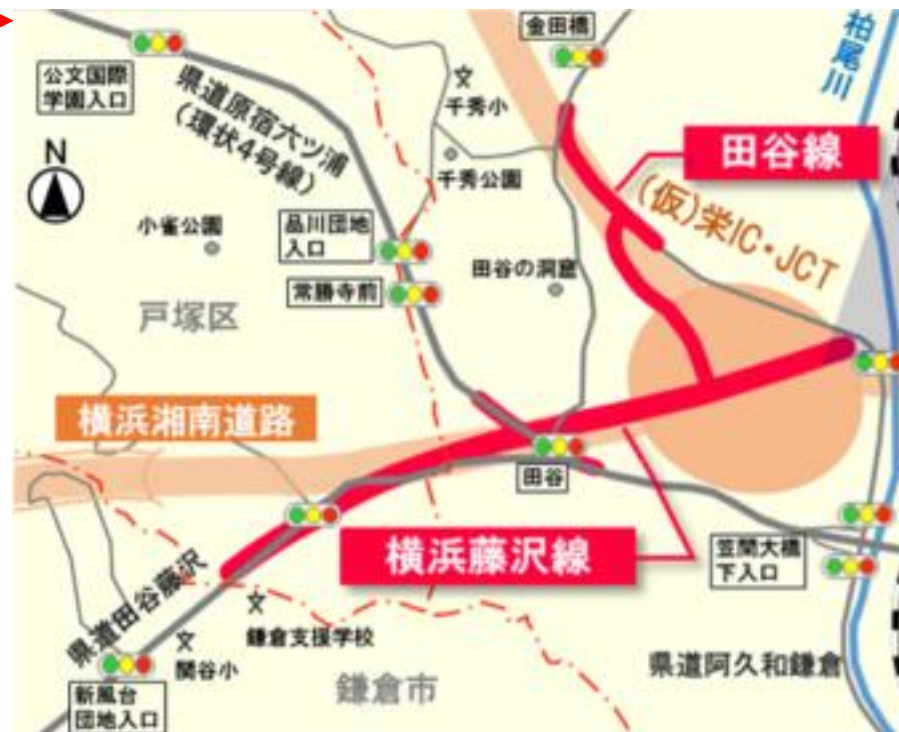 金田橋
公文国際
学園入口
県道原宿六ツ浦
(環状4号線)
千秀小
柏尾川
田谷線
N
千秀公園
(仮)栄IC・JCT
小雀公園
品川団地
入口
田谷の洞窟
常勝寺前
戸塚区
横浜湘南道路
田谷
横浜藤沢線
笠間大橋
下入口
県道田谷藤沢
鎌倉支援学校
関谷小
県道阿久和鎌倉
新風台
団地入口
鎌倉市